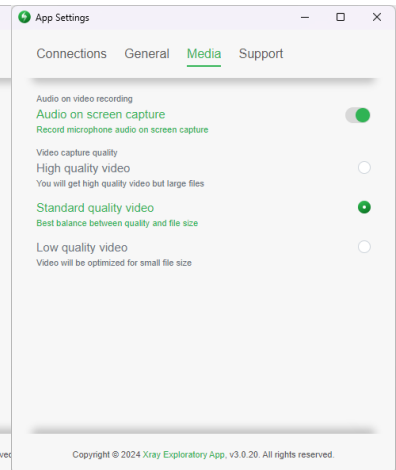 App Settings
Connections General Media Support
Audio on video recording
Audio on screen capture
Record microphone audio on screen capture
Video capture quality
High quality video
You will get high quality video but large files
Standard quality video
Best balance between quality and file size
Low quality video
Video will be optimized for small file size
Copyright © 2024 Xray Exploratory App, v3.0.20. All rights reserved.